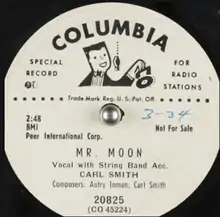 COLUMBIA
SPECIAL RECORD
FOR RADIO STATIONS
Trade Mark Reg. U.S. Pat. Off.
3-34
2:48
BMI
Not For Sale
Peer International Corp.
MR. MOON
Vocal with String Band Acc.
CARL SMITH
Composers: Autry Inman; Carl Smith
20825
(CO 45224)